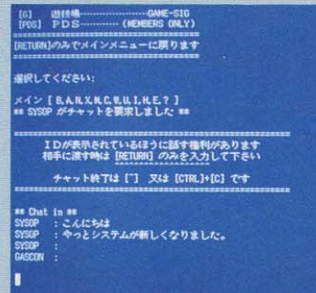 [G] 遊技場-------------------GAME-SIG
[PDS] ＰＤＳ------------ (MEMBERS ONLY)
=====================================
[RETURN]のみでメインメニューに戻ります
=====================================
選択してください:
メイン [ B,A,N,X,M,C,W,U,I,H,E,? ]
** SYSOP がチャットを要求しました **
=====================================
ＩＤが表示されているほうに話す権利があります
相手に渡す時は [RETURN] のみを入力して下さい
チャット終了は [^] 又は [CTRL]+[C] です
=====================================
** Chat in **
SYSOP : こんにちは
SYSOP : やっとシステムが新しくなりました。
SYSOP :
GASCON :